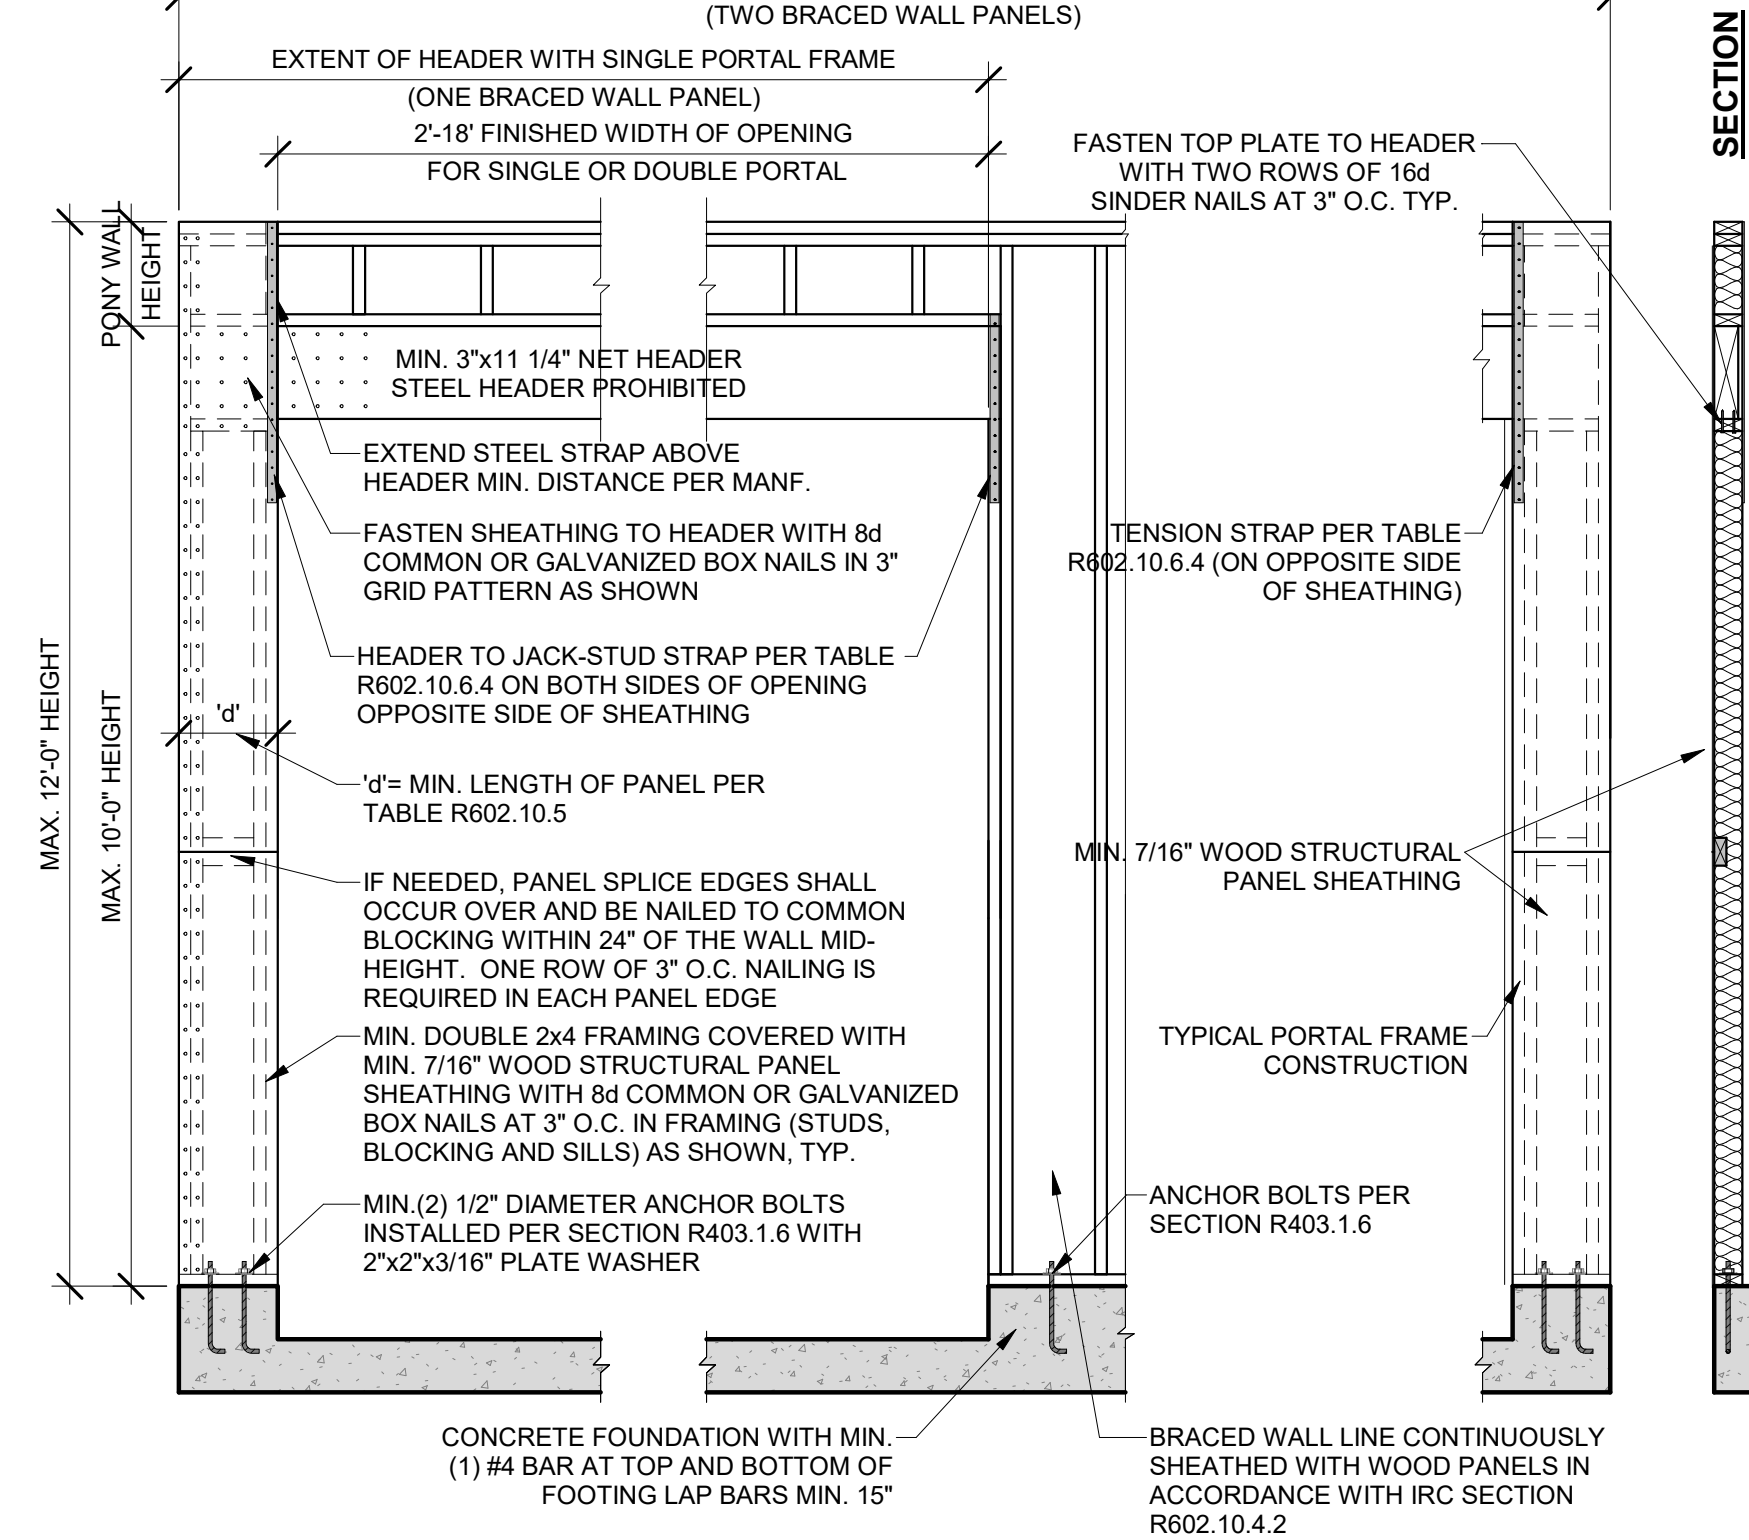 (TWO BRACED WALL PANELS)
EXTENT OF HEADER WITH SINGLE PORTAL FRAME
(ONE BRACED WALL PANEL)
2'-18' FINISHED WIDTH OF OPENING
FOR SINGLE OR DOUBLE PORTAL
FASTEN TOP PLATE TO HEADER
WITH TWO ROWS OF 16d
SINDER NAILS AT 3" O.C. TYP.
SECTION
PONY WALL
HEIGHT
MIN. 3"x11 1/4" NET HEADER
STEEL HEADER PROHIBITED
EXTEND STEEL STRAP ABOVE
HEADER MIN. DISTANCE PER MANF.
FASTEN SHEATHING TO HEADER WITH 8d
COMMON OR GALVANIZED BOX NAILS IN 3"
GRID PATTERN AS SHOWN
TENSION STRAP PER TABLE
R602.10.6.4 (ON OPPOSITE SIDE
OF SHEATHING)
HEADER TO JACK-STUD STRAP PER TABLE
R602.10.6.4 ON BOTH SIDES OF OPENING
OPPOSITE SIDE OF SHEATHING
MAX. 12'-0" HEIGHT
MAX. 10'-0" HEIGHT
'd'
'd'= MIN. LENGTH OF PANEL PER
TABLE R602.10.5
MIN. 7/16" WOOD STRUCTURAL
PANEL SHEATHING
IF NEEDED, PANEL SPLICE EDGES SHALL
OCCUR OVER AND BE NAILED TO COMMON
BLOCKING WITHIN 24" OF THE WALL MID-
HEIGHT. ONE ROW OF 3" O.C. NAILING IS
REQUIRED IN EACH PANEL EDGE
MIN. DOUBLE 2x4 FRAMING COVERED WITH
MIN. 7/16" WOOD STRUCTURAL PANEL
SHEATHING WITH 8d COMMON OR GALVANIZED
BOX NAILS AT 3" O.C. IN FRAMING (STUDS,
BLOCKING AND SILLS) AS SHOWN, TYP.
TYPICAL PORTAL FRAME
CONSTRUCTION
MIN.(2) 1/2" DIAMETER ANCHOR BOLTS
INSTALLED PER SECTION R403.1.6 WITH
2"x2"x3/16" PLATE WASHER
ANCHOR BOLTS PER
SECTION R403.1.6
CONCRETE FOUNDATION WITH MIN.
(1) #4 BAR AT TOP AND BOTTOM OF
FOOTING LAP BARS MIN. 15"
BRACED WALL LINE CONTINUOUSLY
SHEATHED WITH WOOD PANELS IN
ACCORDANCE WITH IRC SECTION
R602.10.4.2